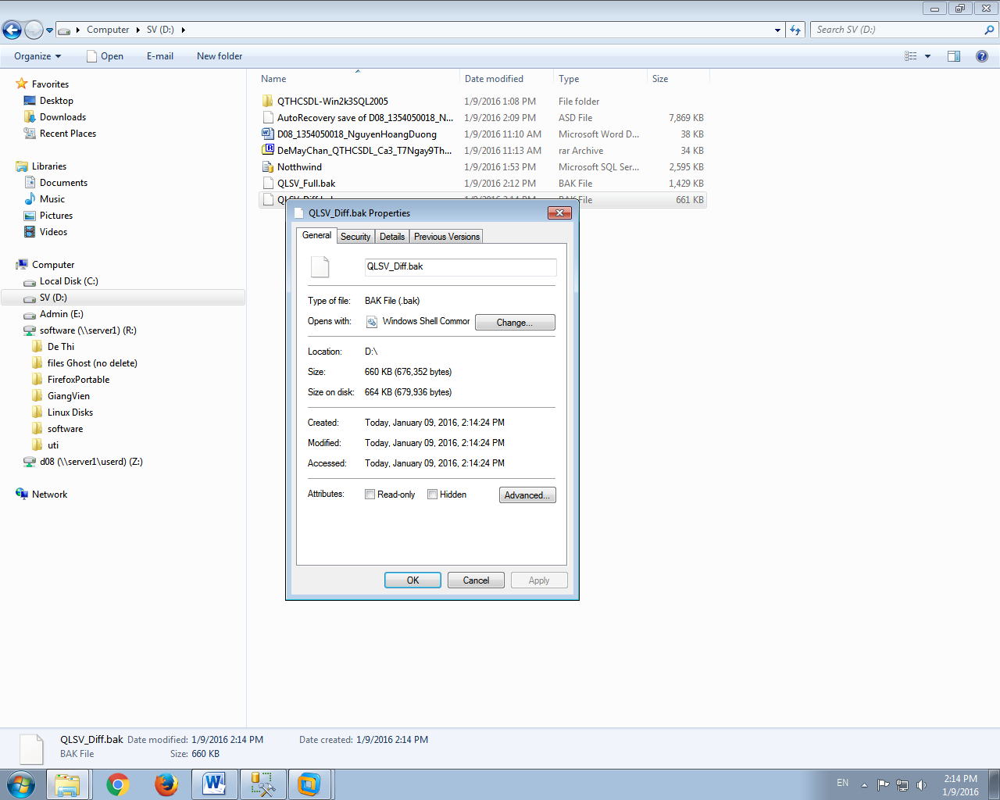 Computer SV (D:)
Search SV (D:)
Organize Open E-mail New folder
Favorites
Desktop
Downloads
Recent Places
Libraries
Documents
Music
Pictures
Videos
Computer
Local Disk (C:)
SV (D:)
Admin (E:)
software (\\server1) (R:)
De Thi
files Ghost (no delete)
FirefoxPortable
GiangVien
Linux Disks
software
uti
d08 (\\server1\userd) (Z:)
Network
Name Date modified Type Size
QTHCSDL-Win2k3SQL2005 1/9/2016 1:08 PM File folder
AutoRecovery save of D08_1354050018_N... 1/9/2016 2:09 PM ASD File 7,869 KB
D08_1354050018_NguyenHoangDuong 1/9/2016 11:10 AM Microsoft Word D... 38 KB
DeMayChan_QTHCSDL_Ca3_T7Ngay9Th... 1/9/2016 11:13 AM rar Archive 34 KB
Notthwind 1/9/2016 1:53 PM Microsoft SQL Ser... 2,595 KB
QLSV_Full.bak 1/9/2016 2:12 PM BAK File 1,429 KB
QLSV_Diff.bak 1/9/2016 2:14 PM BAK File 661 KB
QLSV_Diff.bak Properties
General Security Details Previous Versions
QLSV_Diff.bak
Type of file: BAK File (.bak)
Opens with: Windows Shell Commor Change...
Location: D:\
Size: 660 KB (676,352 bytes)
Size on disk: 664 KB (679,936 bytes)
Created: Today, January 09, 2016, 2:14:24 PM
Modified: Today, January 09, 2016, 2:14:24 PM
Accessed: Today, January 09, 2016, 2:14:24 PM
Attributes: Read-only Hidden Advanced...
OK Cancel Apply
QLSV_Diff.bak Date modified: 1/9/2016 2:14 PM Date created: 1/9/2016 2:14 PM
BAK File Size: 660 KB
EN 2:14 PM
1/9/2016